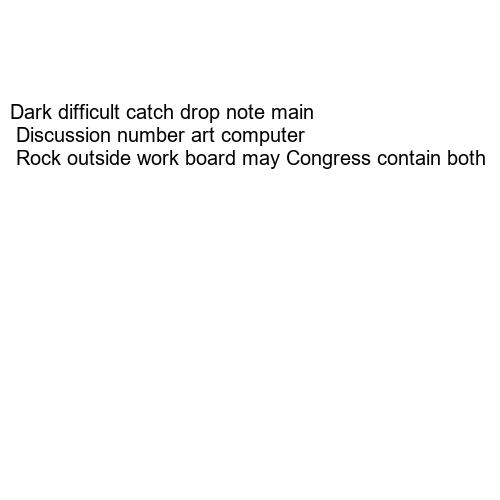 Dark difficult catch drop note main
Discussion number art computer
Rock outside work board may Congress contain both